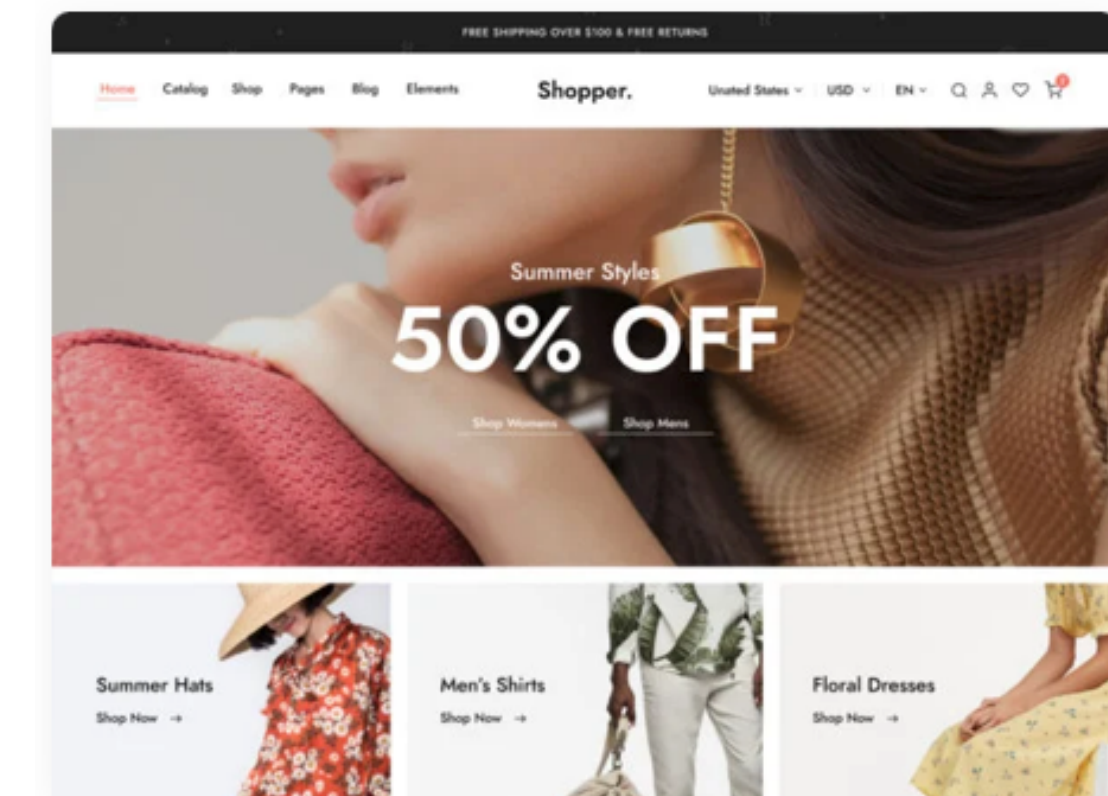 FREE SHIPPING OVER $100 & FREE RETURNS
Home Catalog Shop Pages Blog Elements Shopper. Unated States USD EN
Summer Styles
50% OFF
Shop Womens Shop Mens
Summer Hats Men's Shirts Floral Dresses
Shop Now → Shop Now → Shop Now →